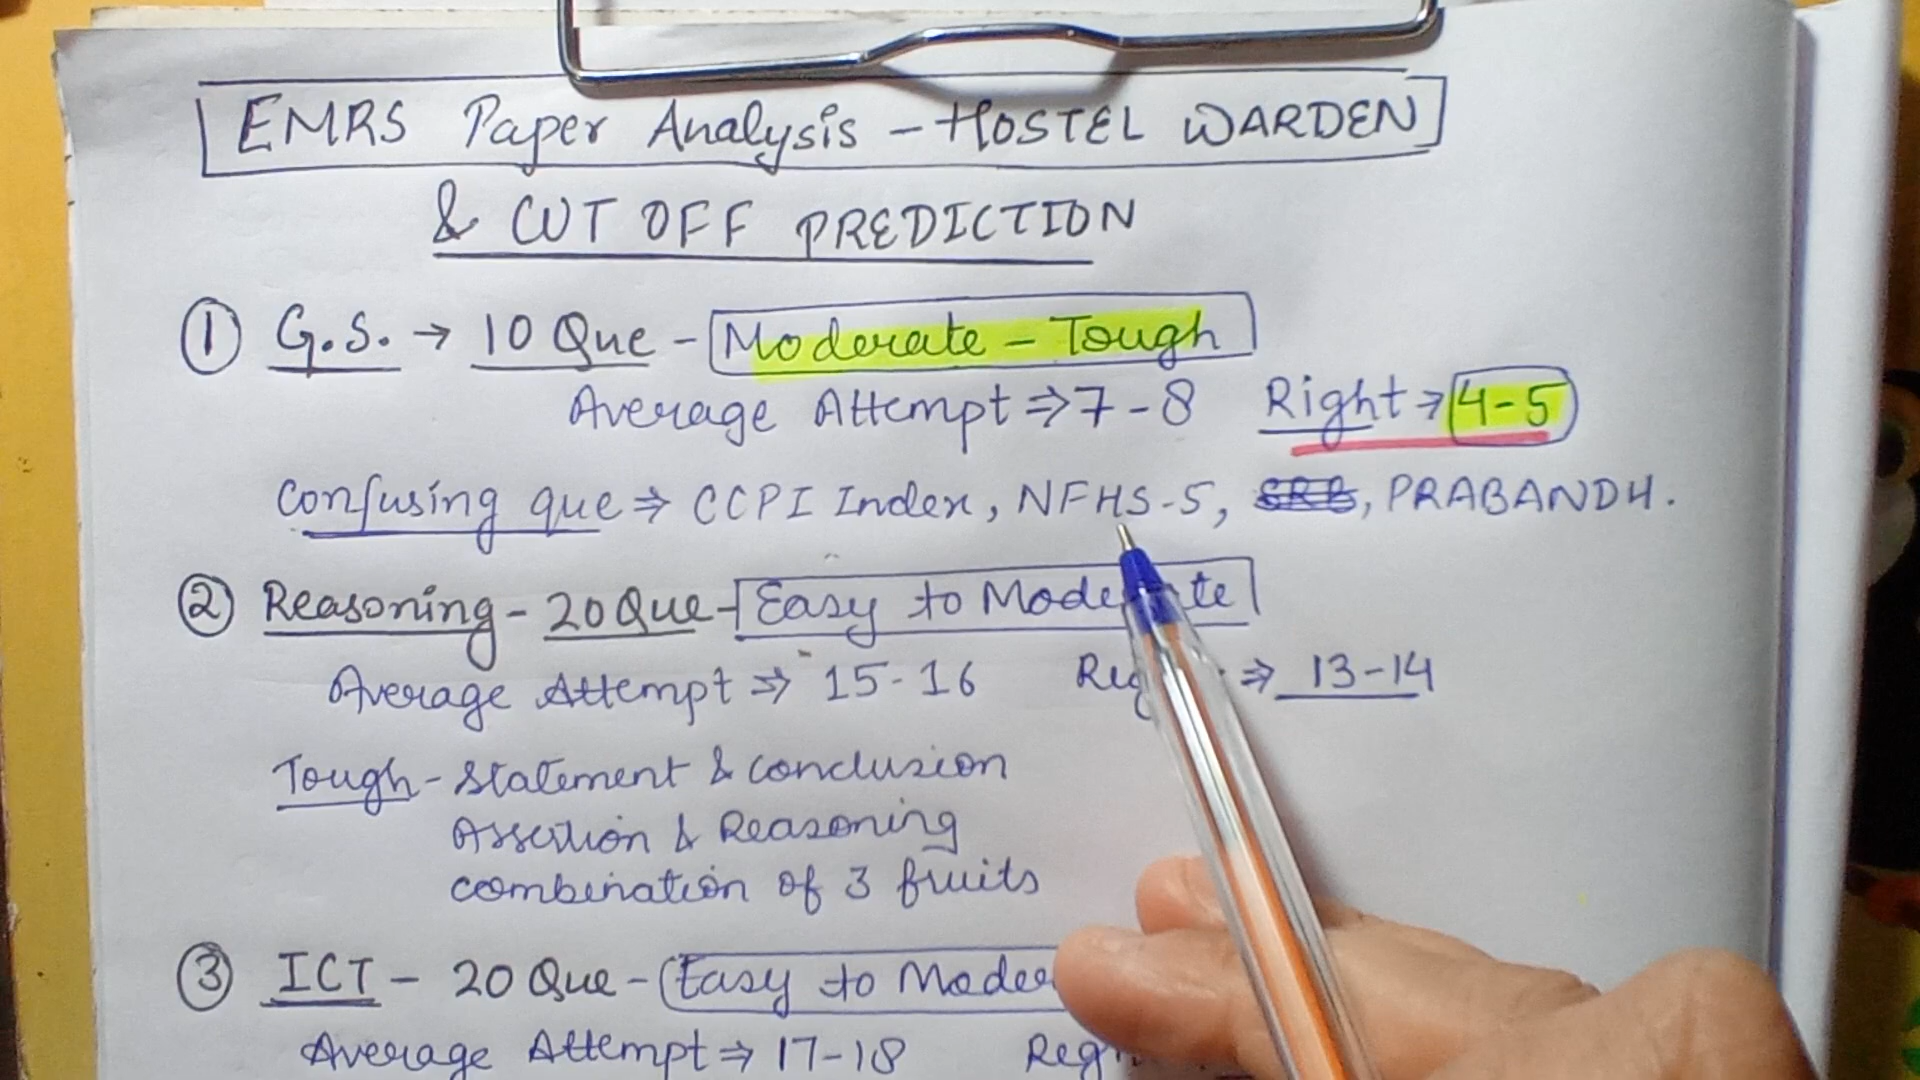 EMRS Paper Analysis - HOSTEL WARDEN
& CUT OFF PREDICTION
① G.S. → 10 Que - Moderate - Tough
Average Attempt ⇒ 7-8 Right → 4-5
Confusing que ⇒ CCPI Index, NFHS-5, , PRABANDH.
② Reasoning - 20 Que - Easy to Mode te
Average Attempt ⇒ 15-16 ⇒ 13-14
Tough - Statement & conclusion
Assertion & Reasoning
combination of 3 fruits
③ ICT - 20 Que - Easy to Moder
Average Attempt ⇒ 17-18